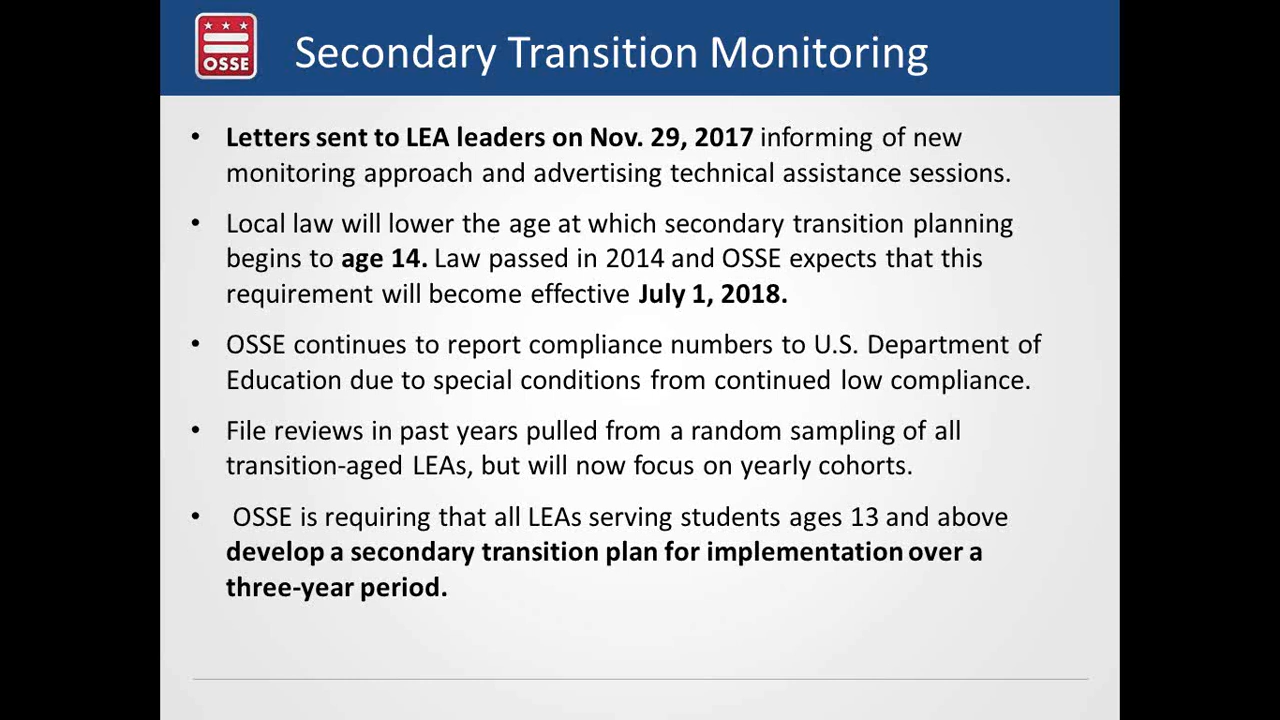 OSSE
Secondary Transition Monitoring
• Letters sent to LEA leaders on Nov. 29, 2017 informing of new
monitoring approach and advertising technical assistance sessions.
• Local law will lower the age at which secondary transition planning
begins to age 14. Law passed in 2014 and OSSE expects that this
requirement will become effective July 1, 2018.
• OSSE continues to report compliance numbers to U.S. Department of
Education due to special conditions from continued low compliance.
• File reviews in past years pulled from a random sampling of all
transition-aged LEAs, but will now focus on yearly cohorts.
• OSSE is requiring that all LEAs serving students ages 13 and above
develop a secondary transition plan for implementation over a
three-year period.